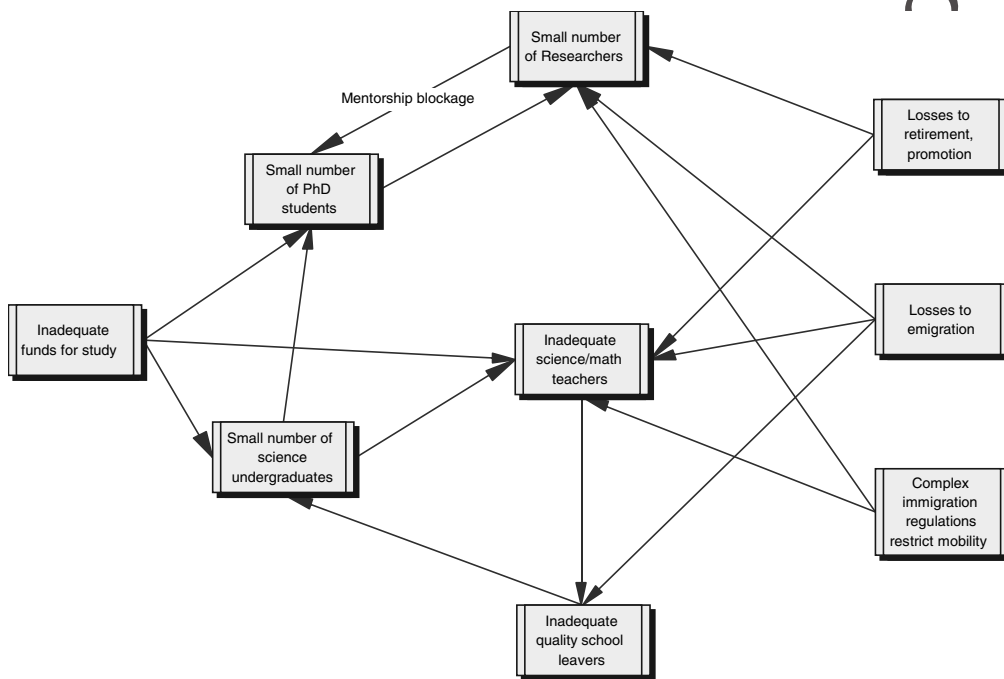 Small number
of Researchers
Mentorship blockage
Losses to
retirement,
promotion
Small number
of PhD
students
Inadequate
funds for study
Inadequate
science/math
teachers
Losses to
emigration
Small number of
science
undergraduates
Complex
immigration
regulations
restrict mobility
Inadequate
quality school
leavers